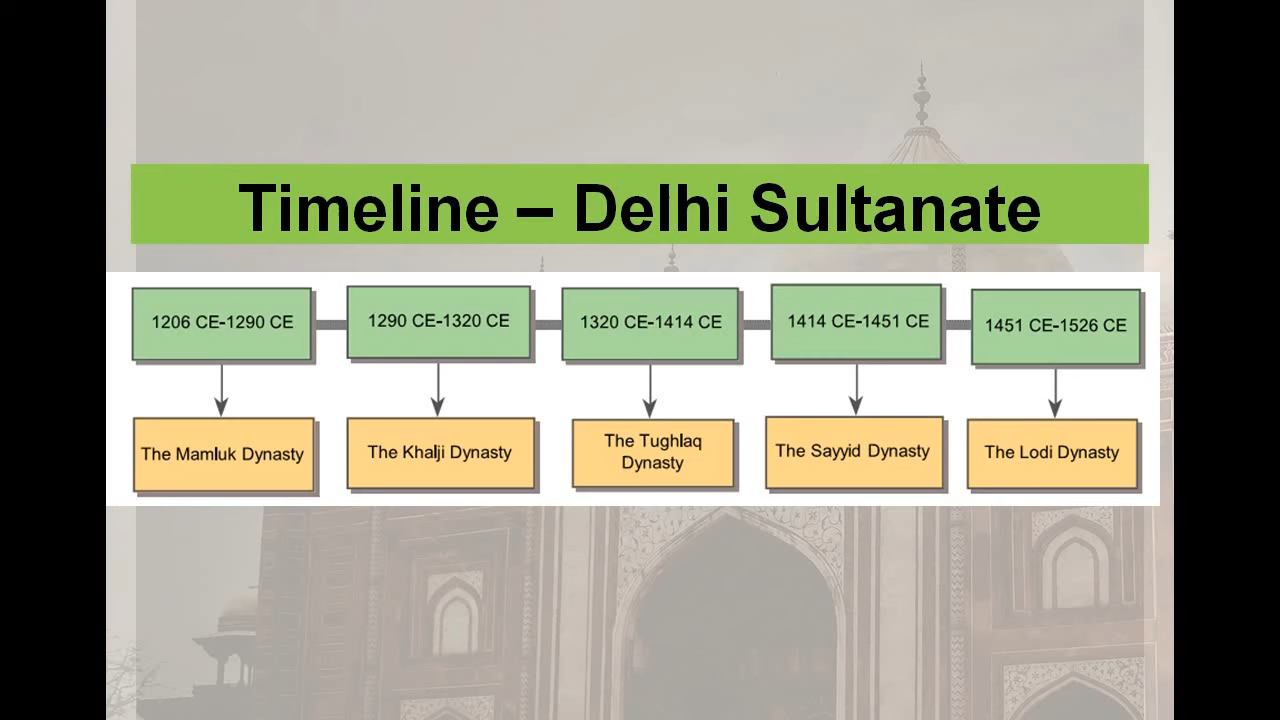 Timeline – Delhi Sultanate
1206 CE-1290 CE
1290 CE-1320 CE
1320 CE-1414 CE
1414 CE-1451 CE
1451 CE-1526 CE
The Mamluk Dynasty
The Khalji Dynasty
The Tughlaq
Dynasty
The Sayyid Dynasty
The Lodi Dynasty